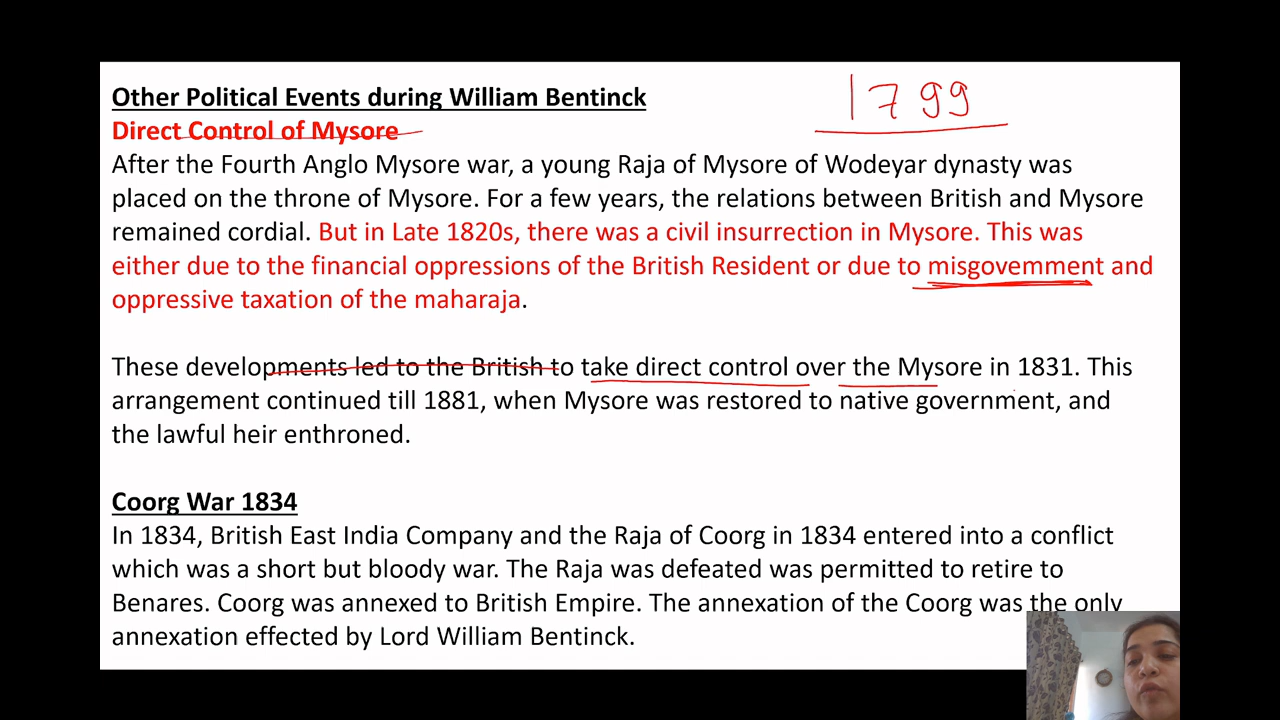 Other Political Events during William Bentinck
1799
Direct Control of Mysore
After the Fourth Anglo Mysore war, a young Raja of Mysore of Wodeyar dynasty was
placed on the throne of Mysore. For a few years, the relations between British and Mysore
remained cordial. But in Late 1820s, there was a civil insurrection in Mysore. This was
either due to the financial oppressions of the British Resident or due to misgovemment and
oppressive taxation of the maharaja.
These developments led to the British to take direct control over the Mysore in 1831. This
arrangement continued till 1881, when Mysore was restored to native government, and
the lawful heir enthroned.
Coorg War 1834
In 1834, British East India Company and the Raja of Coorg in 1834 entered into a conflict
which was a short but bloody war. The Raja was defeated was permitted to retire to
Benares. Coorg was annexed to British Empire. The annexation of the Coorg was the only
annexation effected by Lord William Bentinck.